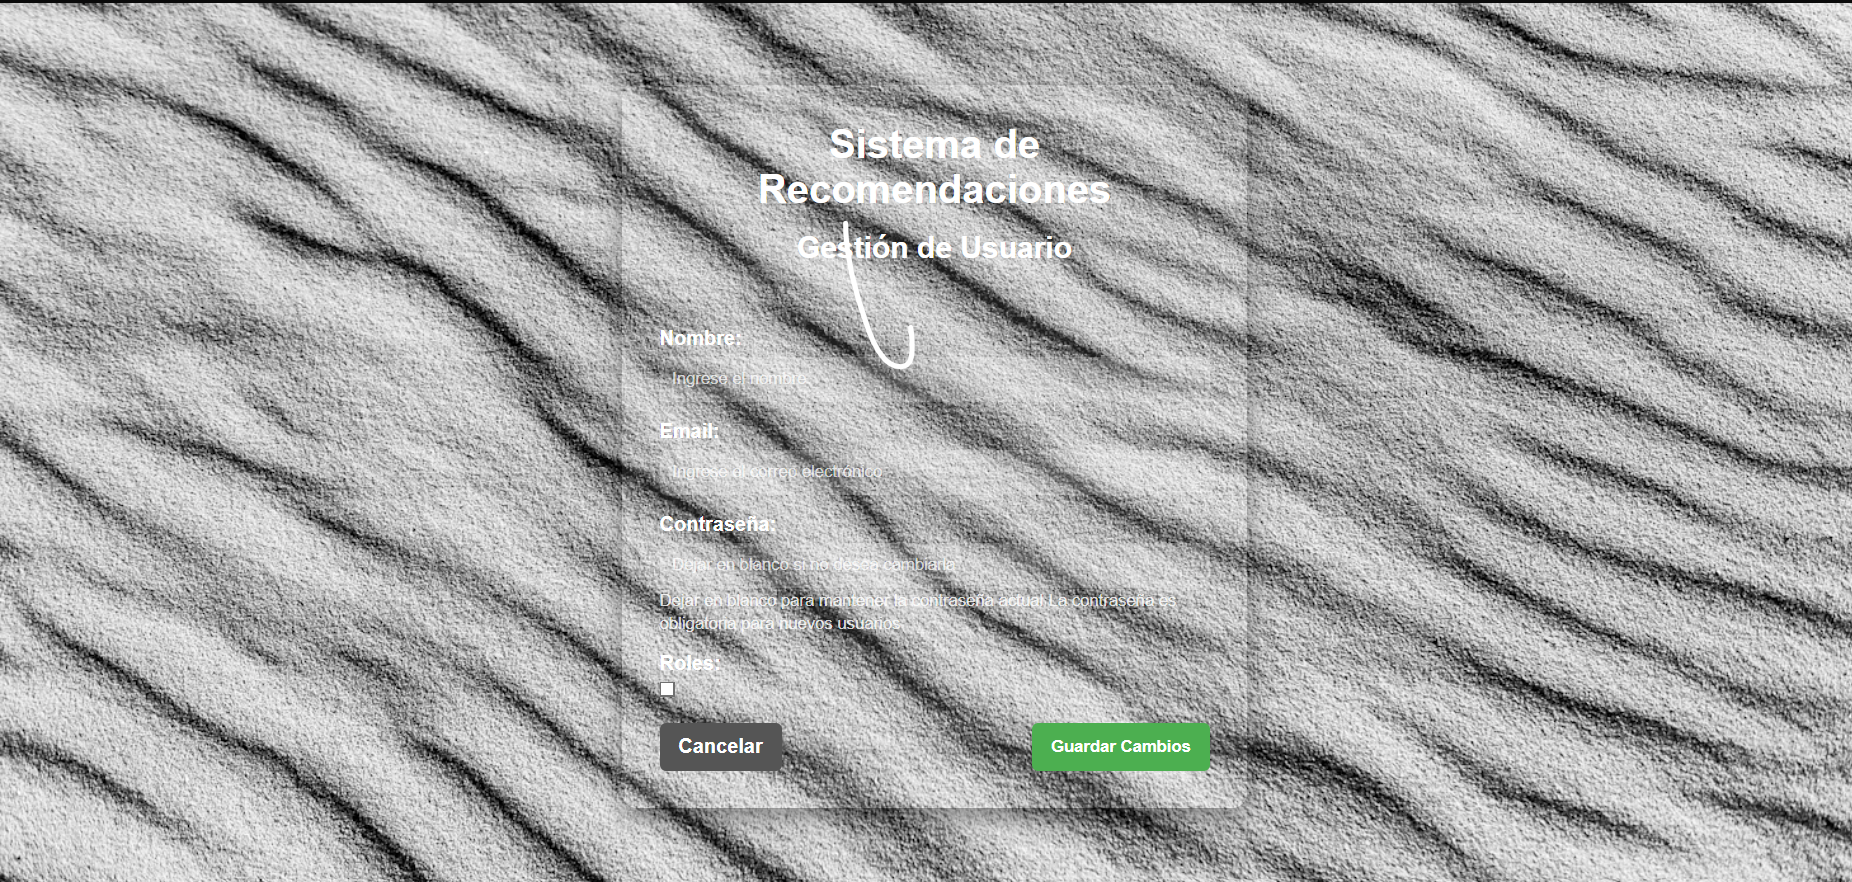 Sistema de
Recomendaciones
Gestión de Usuario
Nombre:
Ingrese el nombre
Email:
Ingrese el correo electrónico
Contraseña:
Dejar en blanco si no desea cambiarla
Dejar en blanco para mantener la contraseña actual.La contraseña es
obligatoria para nuevos usuarios.
Roles:
Cancelar
Guardar Cambios